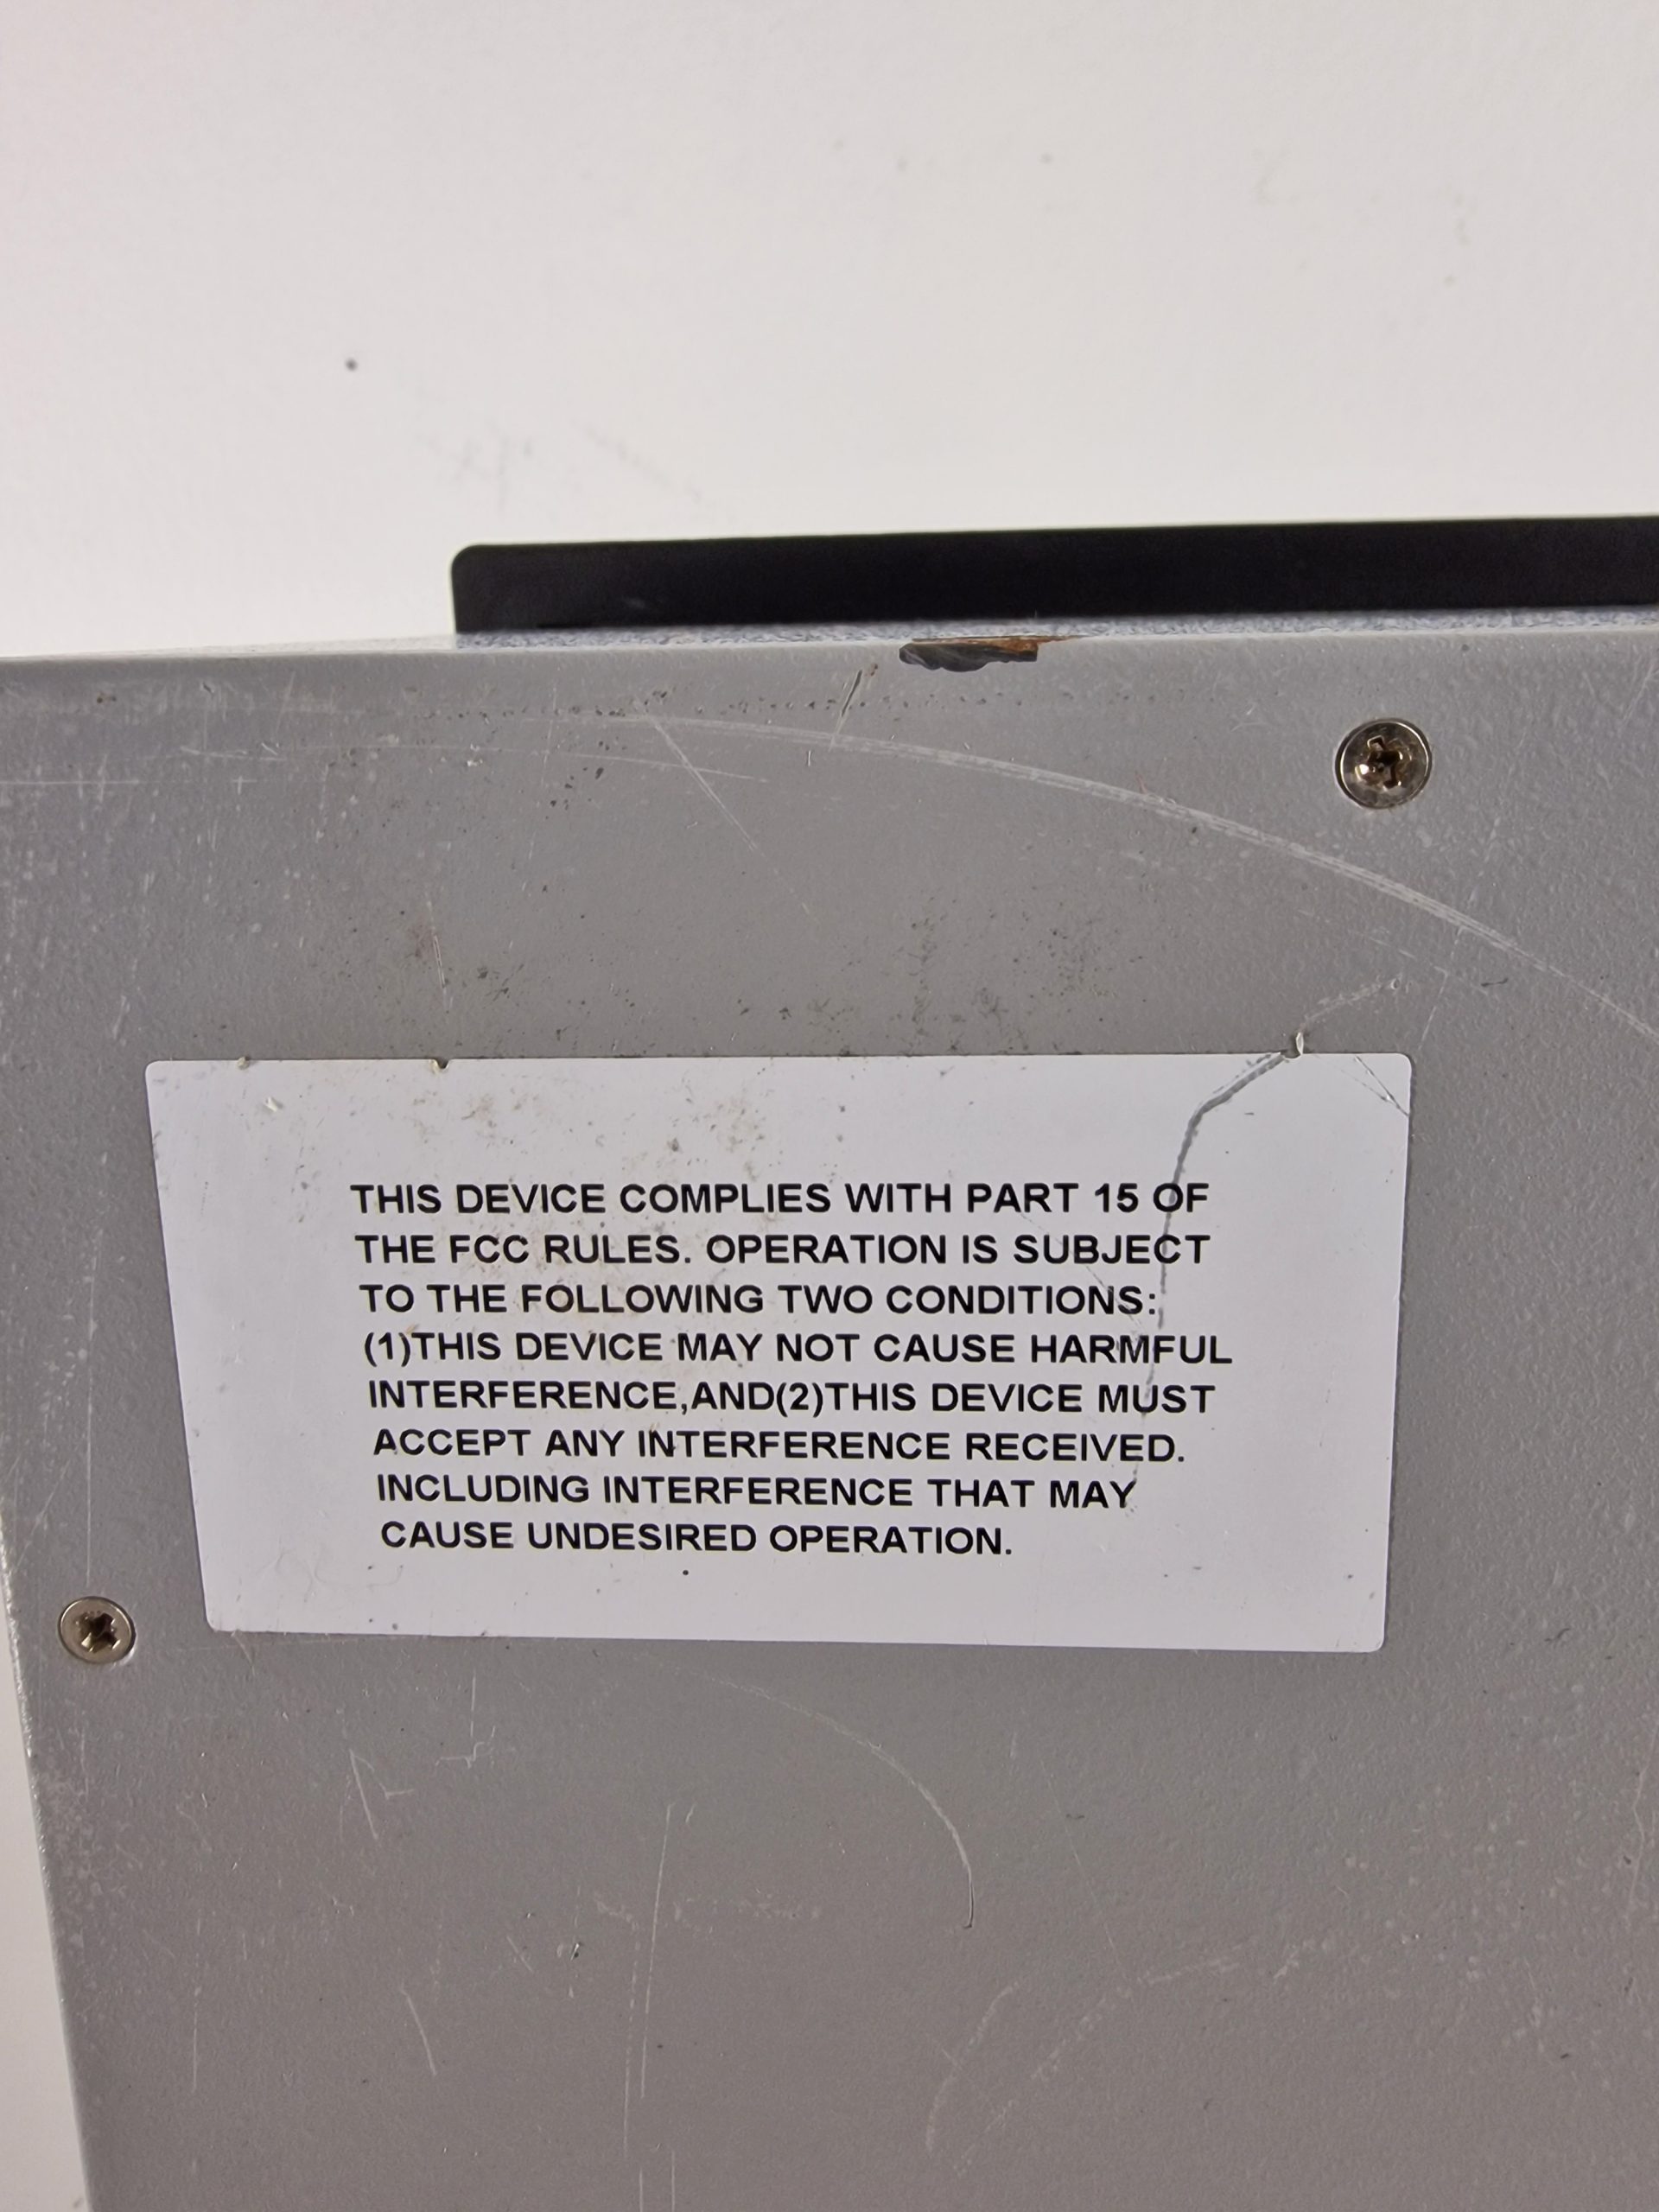 THIS DEVICE COMPLIES WITH PART 15 OF
THE FCC RULES. OPERATION IS SUBJECT
TO THE FOLLOWING TWO CONDITIONS:
(1)THIS DEVICE MAY NOT CAUSE HARMFUL
INTERFERENCE,AND(2)THIS DEVICE MUST
ACCEPT ANY INTERFERENCE RECEIVED.
INCLUDING INTERFERENCE THAT MAY
CAUSE UNDESIRED OPERATION.